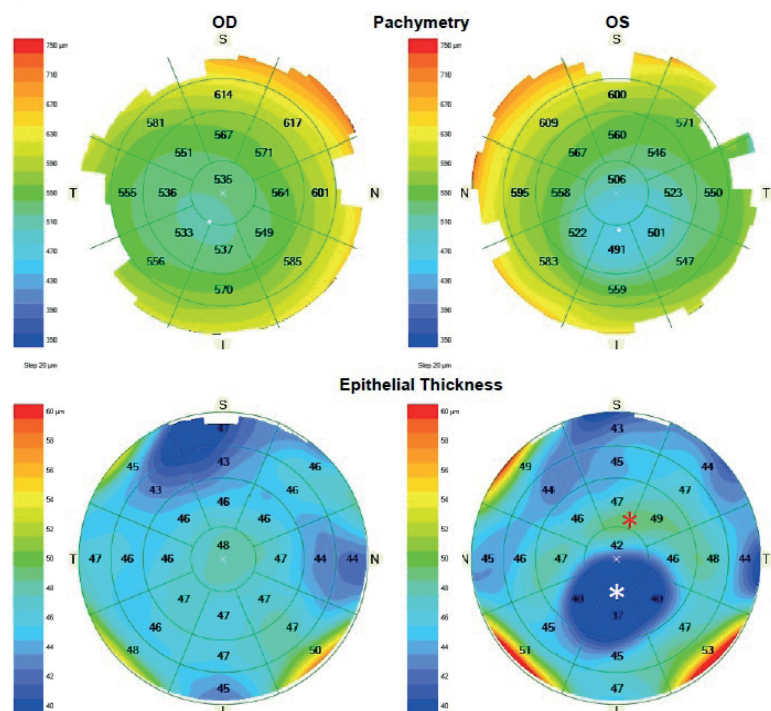 OD Pachymetry OS
S S
750 µm 750 µm
614 600
710 710
581 617 609 571
670 567 670 560
551 571 567 546
630 630
535 506
590 590
T 555 536 564 601 N N 595 558 523 550 T
550 550
510 533 549 510 522 501
537 491
470 556 585 470 583 547
570 559
430 430
390 390
350 350
I I
Step 20 µm Step 20 µm
Epithelial Thickness
S S
60 µm 60 µm
47 43
58 58
45 43 46 49 45 44
56 43 56 44 47
46 47
54 46 46 54 46 49
52 48 52 42
T 50 47 46 46 47 44 44 N 50 N 45 46 47 46 48 44 T
48 47 47 48 40 40
47 37
46 46 47 46 45 47
48 47 50 51 45 53
44 44
42 45 42 47
40 I 40 I